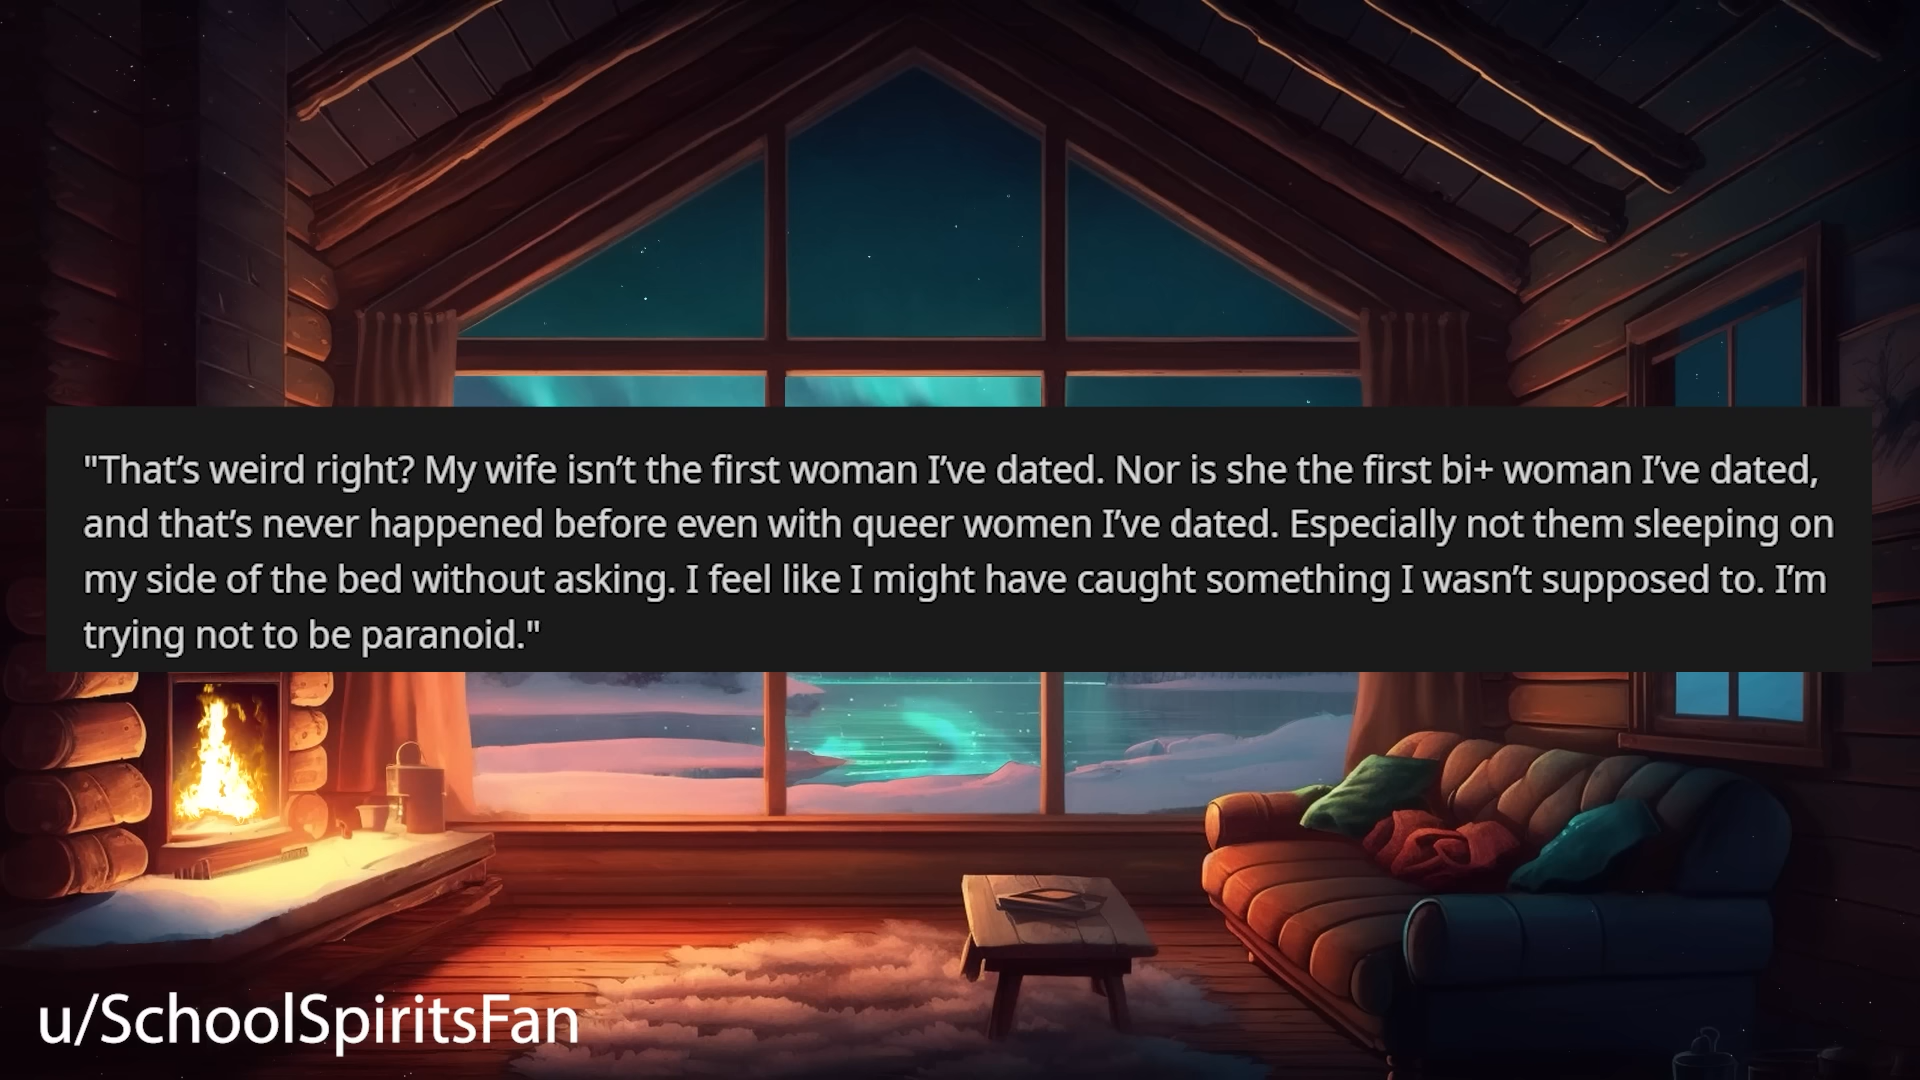 "That’s weird right? My wife isn’t the first woman I’ve dated. Nor is she the first bi+ woman I’ve dated,
and that’s never happened before even with queer women I’ve dated. Especially not them sleeping on
my side of the bed without asking. I feel like I might have caught something I wasn’t supposed to. I’m
trying not to be paranoid."
u/SchoolSpiritsFan